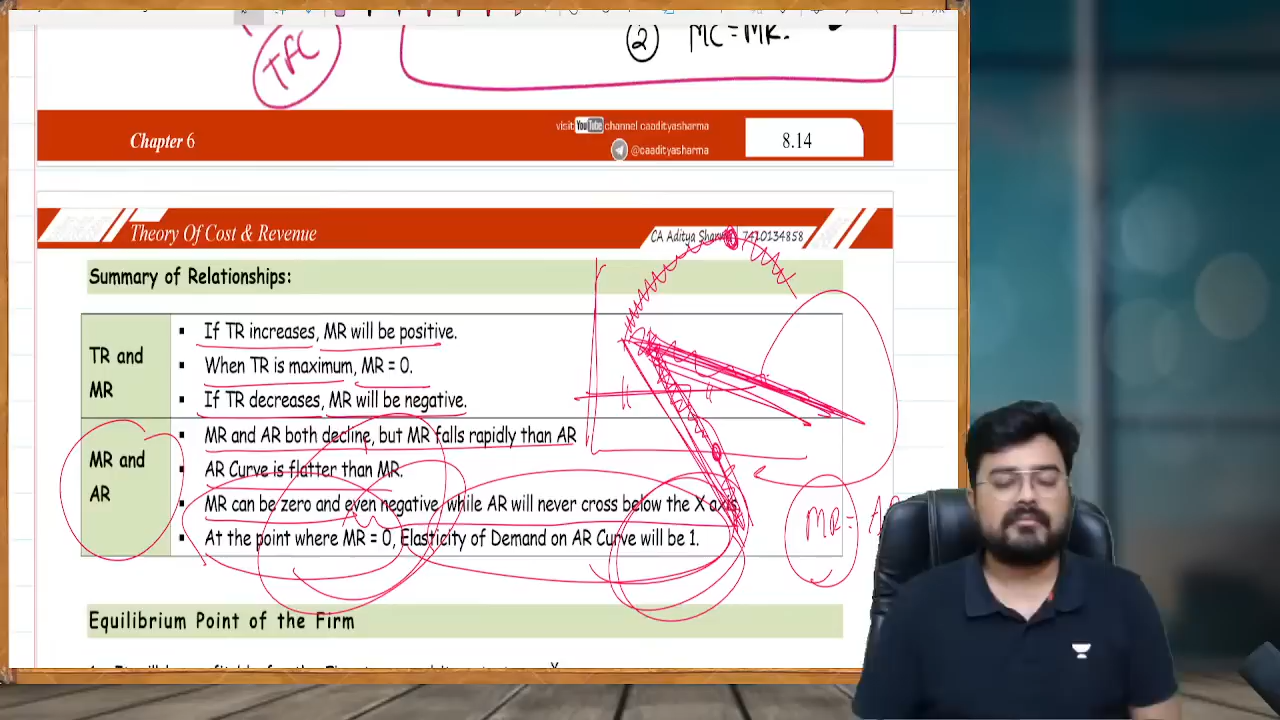 TFC
② MC = MR.
Chapter 6
visit YouTube channel caadityasharma
@caadityasharma
8.14
Theory Of Cost & Revenue
CA Aditya Sharma 7410134858
Summary of Relationships:
TR and MR
▪ If TR increases, MR will be positive.
▪ When TR is maximum, MR = 0.
▪ If TR decreases, MR will be negative.
MR and AR
▪ MR and AR both decline, but MR falls rapidly than AR
▪ AR Curve is flatter than MR.
▪ MR can be zero and even negative, while AR will never cross below the X axis.
▪ At the point where MR = 0, Elasticity of Demand on AR Curve will be 1.
MR = A
Equilibrium Point of the Firm